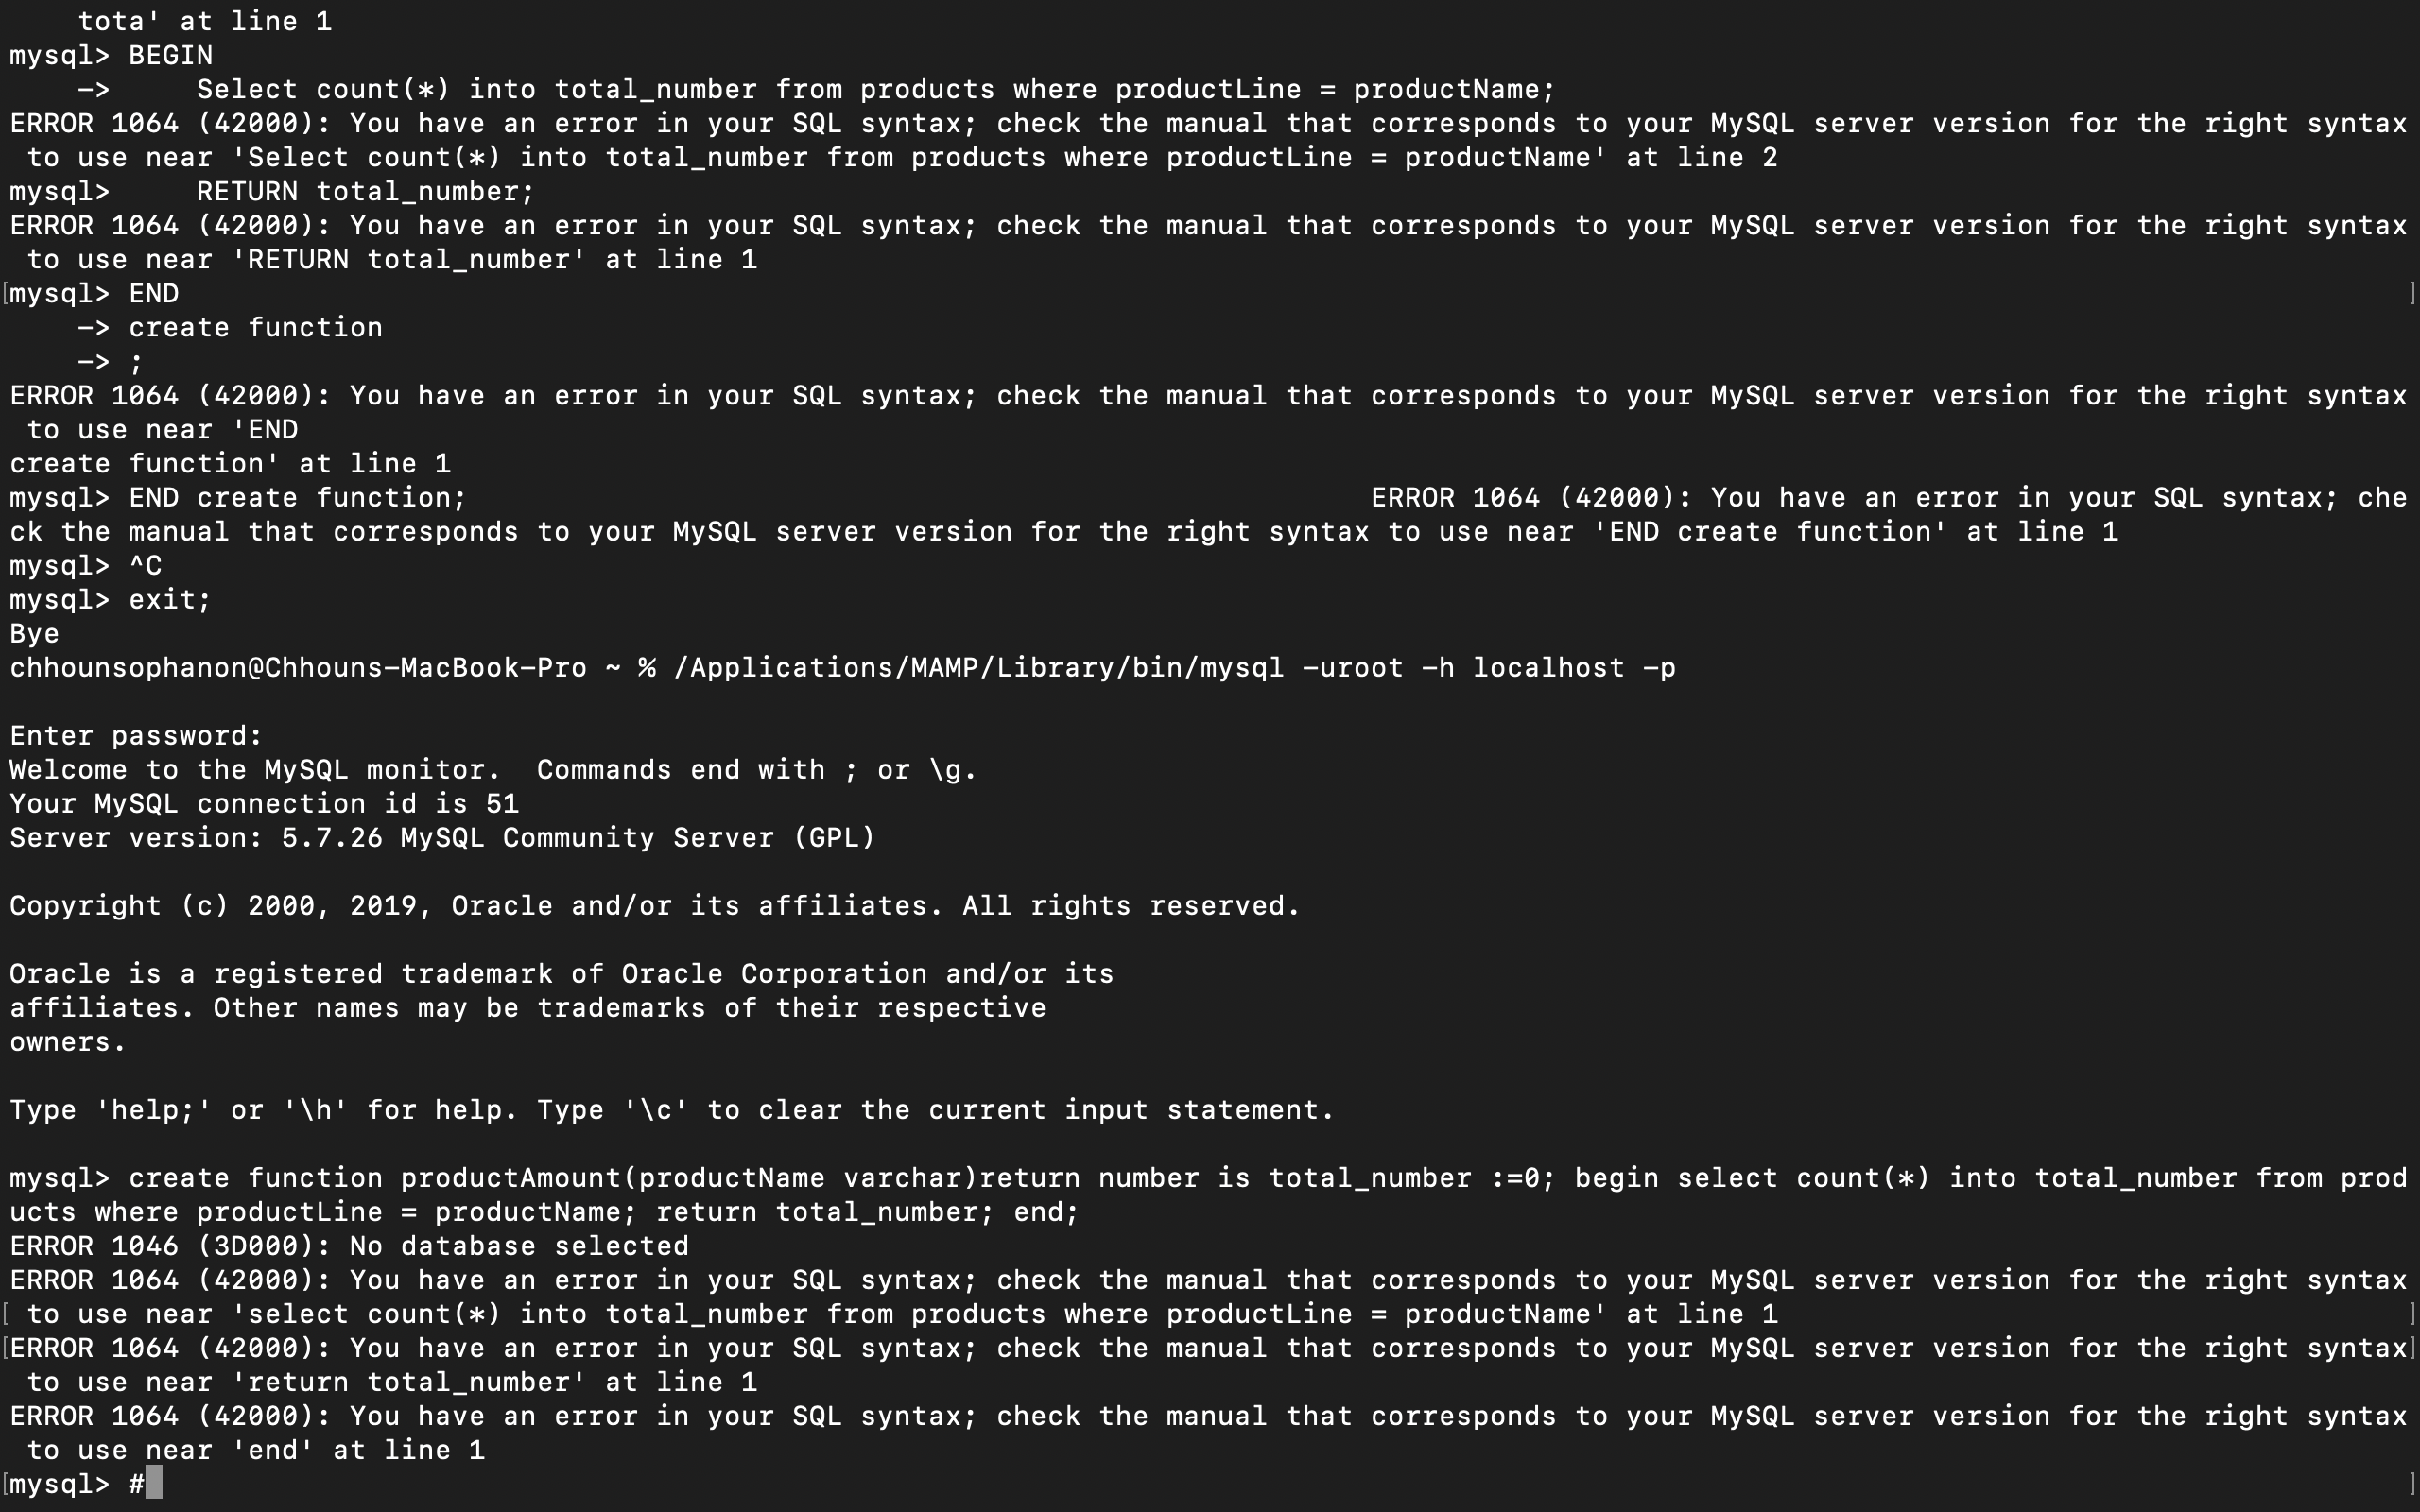 tota' at line 1
mysql> BEGIN
    ->     Select count(*) into total_number from products where productLine = productName;
ERROR 1064 (42000): You have an error in your SQL syntax; check the manual that corresponds to your MySQL server version for the right syntax
 to use near 'Select count(*) into total_number from products where productLine = productName' at line 2
mysql>     RETURN total_number;
ERROR 1064 (42000): You have an error in your SQL syntax; check the manual that corresponds to your MySQL server version for the right syntax
 to use near 'RETURN total_number' at line 1
[mysql> END ]
    -> create function
    -> ;
ERROR 1064 (42000): You have an error in your SQL syntax; check the manual that corresponds to your MySQL server version for the right syntax
 to use near 'END
create function' at line 1
mysql> END create function;                                                     ERROR 1064 (42000): You have an error in your SQL syntax; che
ck the manual that corresponds to your MySQL server version for the right syntax to use near 'END create function' at line 1
mysql> ^C
mysql> exit;
Bye
chhounsophanon@Chhouns-MacBook-Pro ~ % /Applications/MAMP/Library/bin/mysql -uroot -h localhost -p
Enter password:
Welcome to the MySQL monitor.  Commands end with ; or \g.
Your MySQL connection id is 51
Server version: 5.7.26 MySQL Community Server (GPL)
Copyright (c) 2000, 2019, Oracle and/or its affiliates. All rights reserved.
Oracle is a registered trademark of Oracle Corporation and/or its
affiliates. Other names may be trademarks of their respective
owners.
Type 'help;' or '\h' for help. Type '\c' to clear the current input statement.
mysql> create function productAmount(productName varchar)return number is total_number :=0; begin select count(*) into total_number from prod
ucts where productLine = productName; return total_number; end;
ERROR 1046 (3D000): No database selected
ERROR 1064 (42000): You have an error in your SQL syntax; check the manual that corresponds to your MySQL server version for the right syntax
[ to use near 'select count(*) into total_number from products where productLine = productName' at line 1 ]
[ERROR 1064 (42000): You have an error in your SQL syntax; check the manual that corresponds to your MySQL server version for the right syntax]
 to use near 'return total_number' at line 1
ERROR 1064 (42000): You have an error in your SQL syntax; check the manual that corresponds to your MySQL server version for the right syntax
 to use near 'end' at line 1
[mysql> # ]